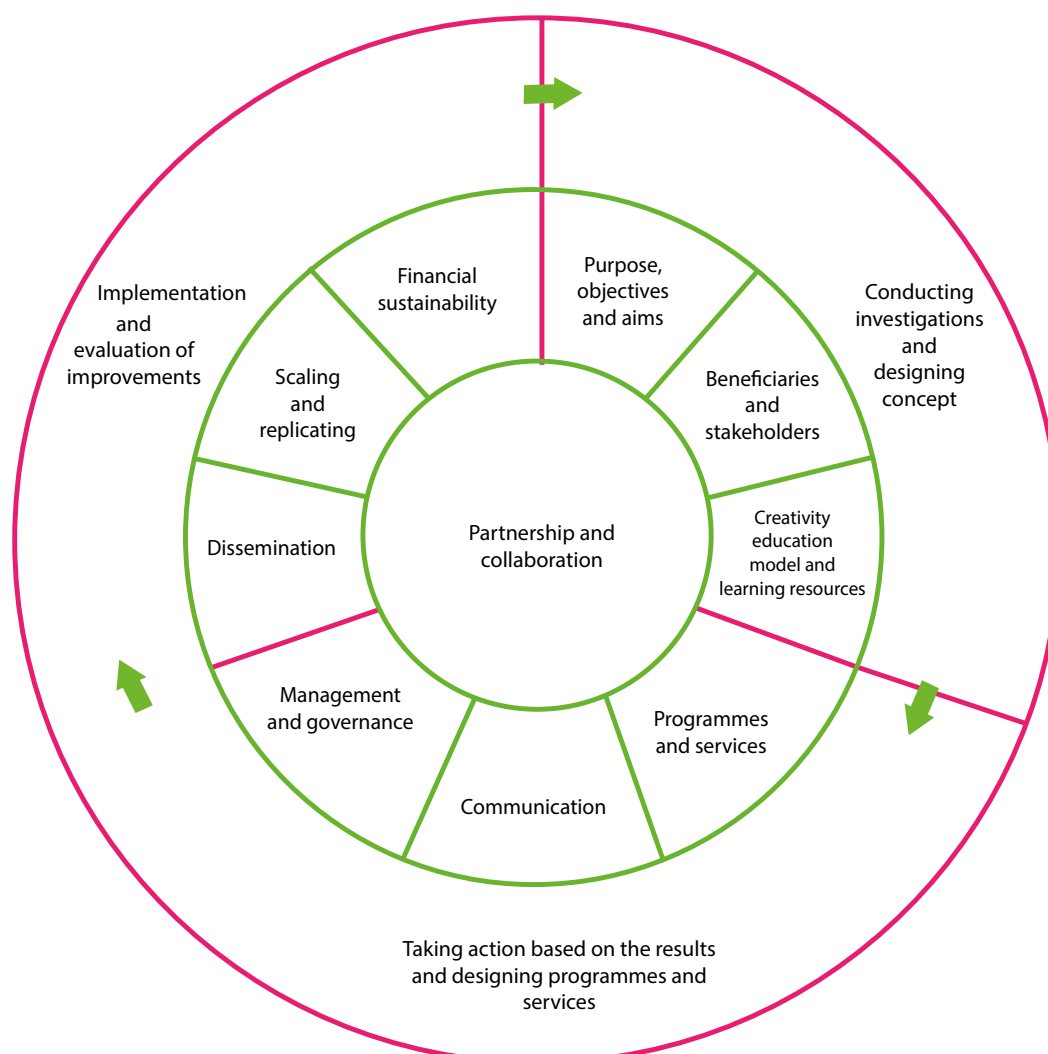 Financial
sustainability
Purpose,
objectives
and aims
Implementation
and
evaluation of
improvements
Conducting
investigations
and
designing
concept
Scaling
and
replicating
Beneficiaries
and
stakeholders
Creativity
education
model and
learning resources
Partnership and
collaboration
Dissemination
Management
and governance
Programmes
and services
Communication
Taking action based on the results
and designing programmes and
services